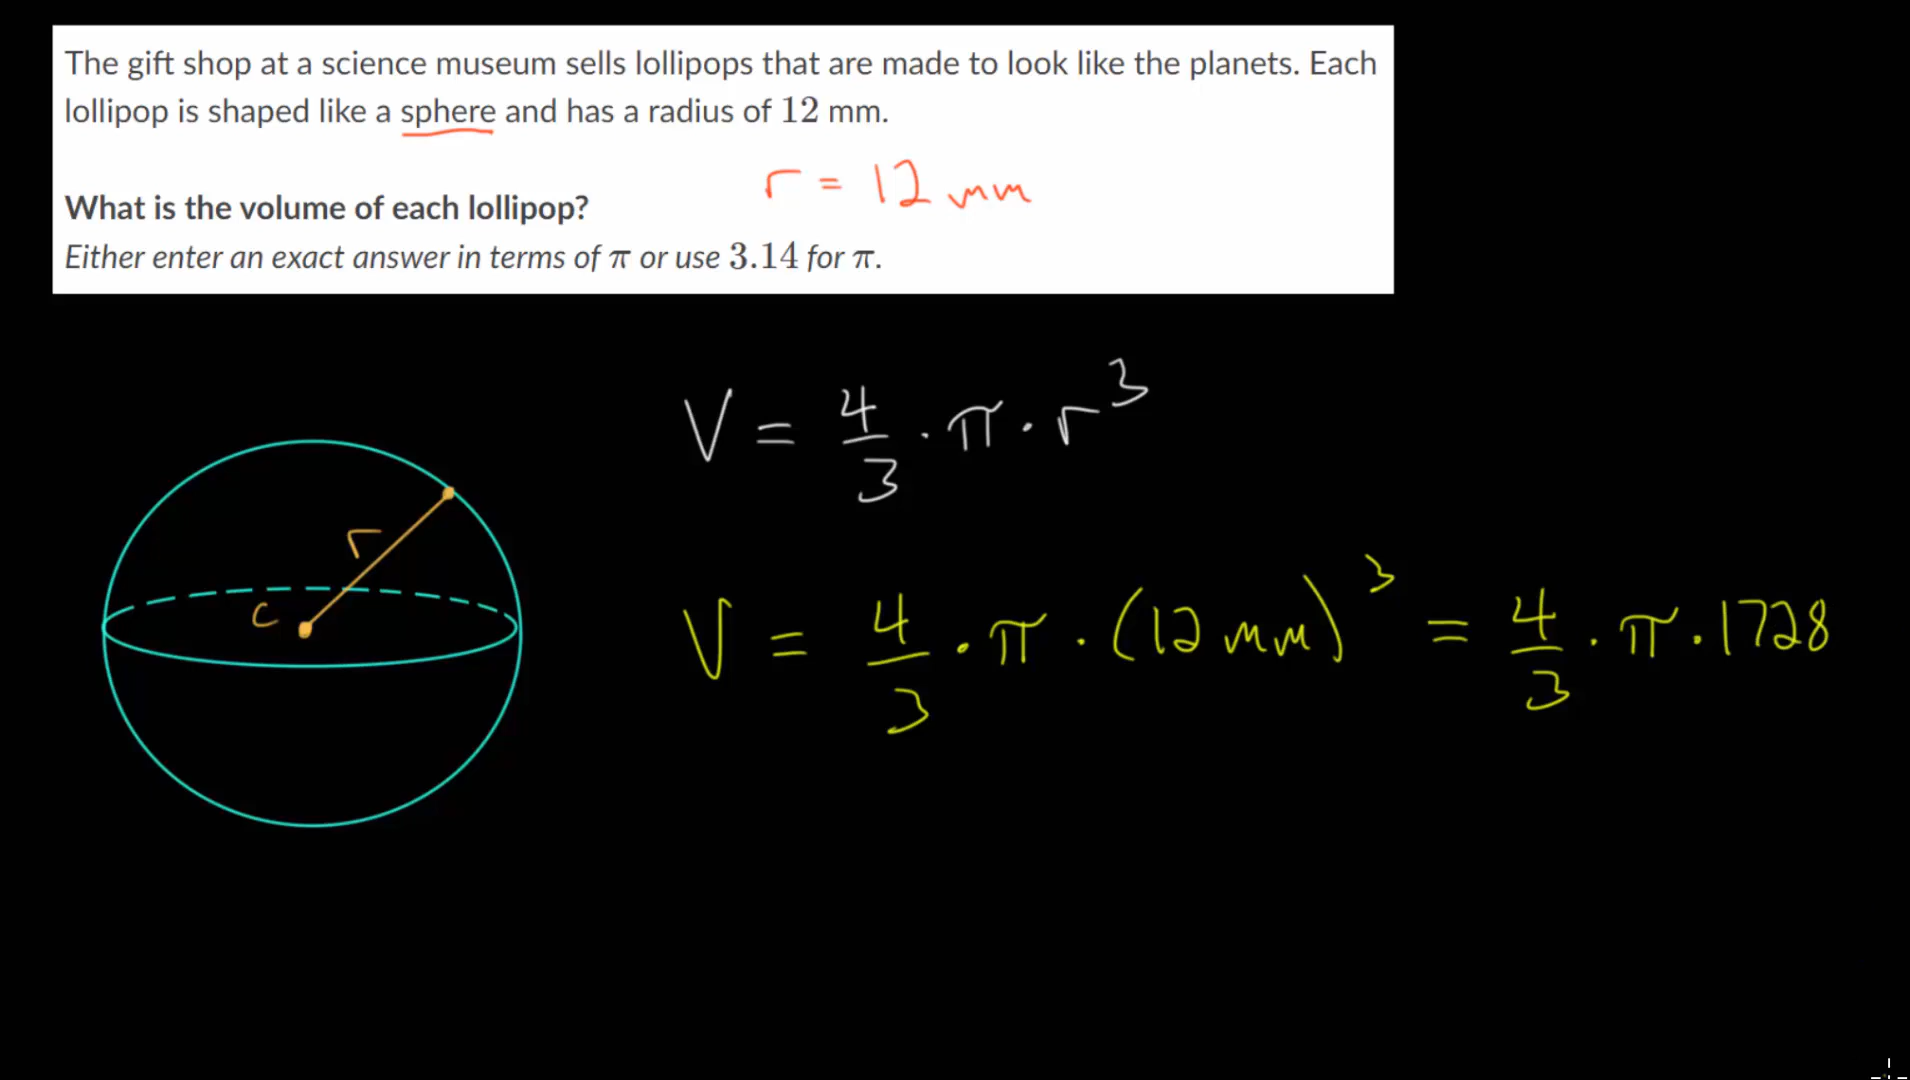 The gift shop at a science museum sells lollipops that are made to look like the planets. Each
lollipop is shaped like a sphere and has a radius of 12 mm.
r = 12 mm
What is the volume of each lollipop?
Either enter an exact answer in terms of π or use 3.14 for π.
V = 4/3 · π · r³
r
c
V = 4/3 · π · (12 mm)³ = 4/3 · π · 1728